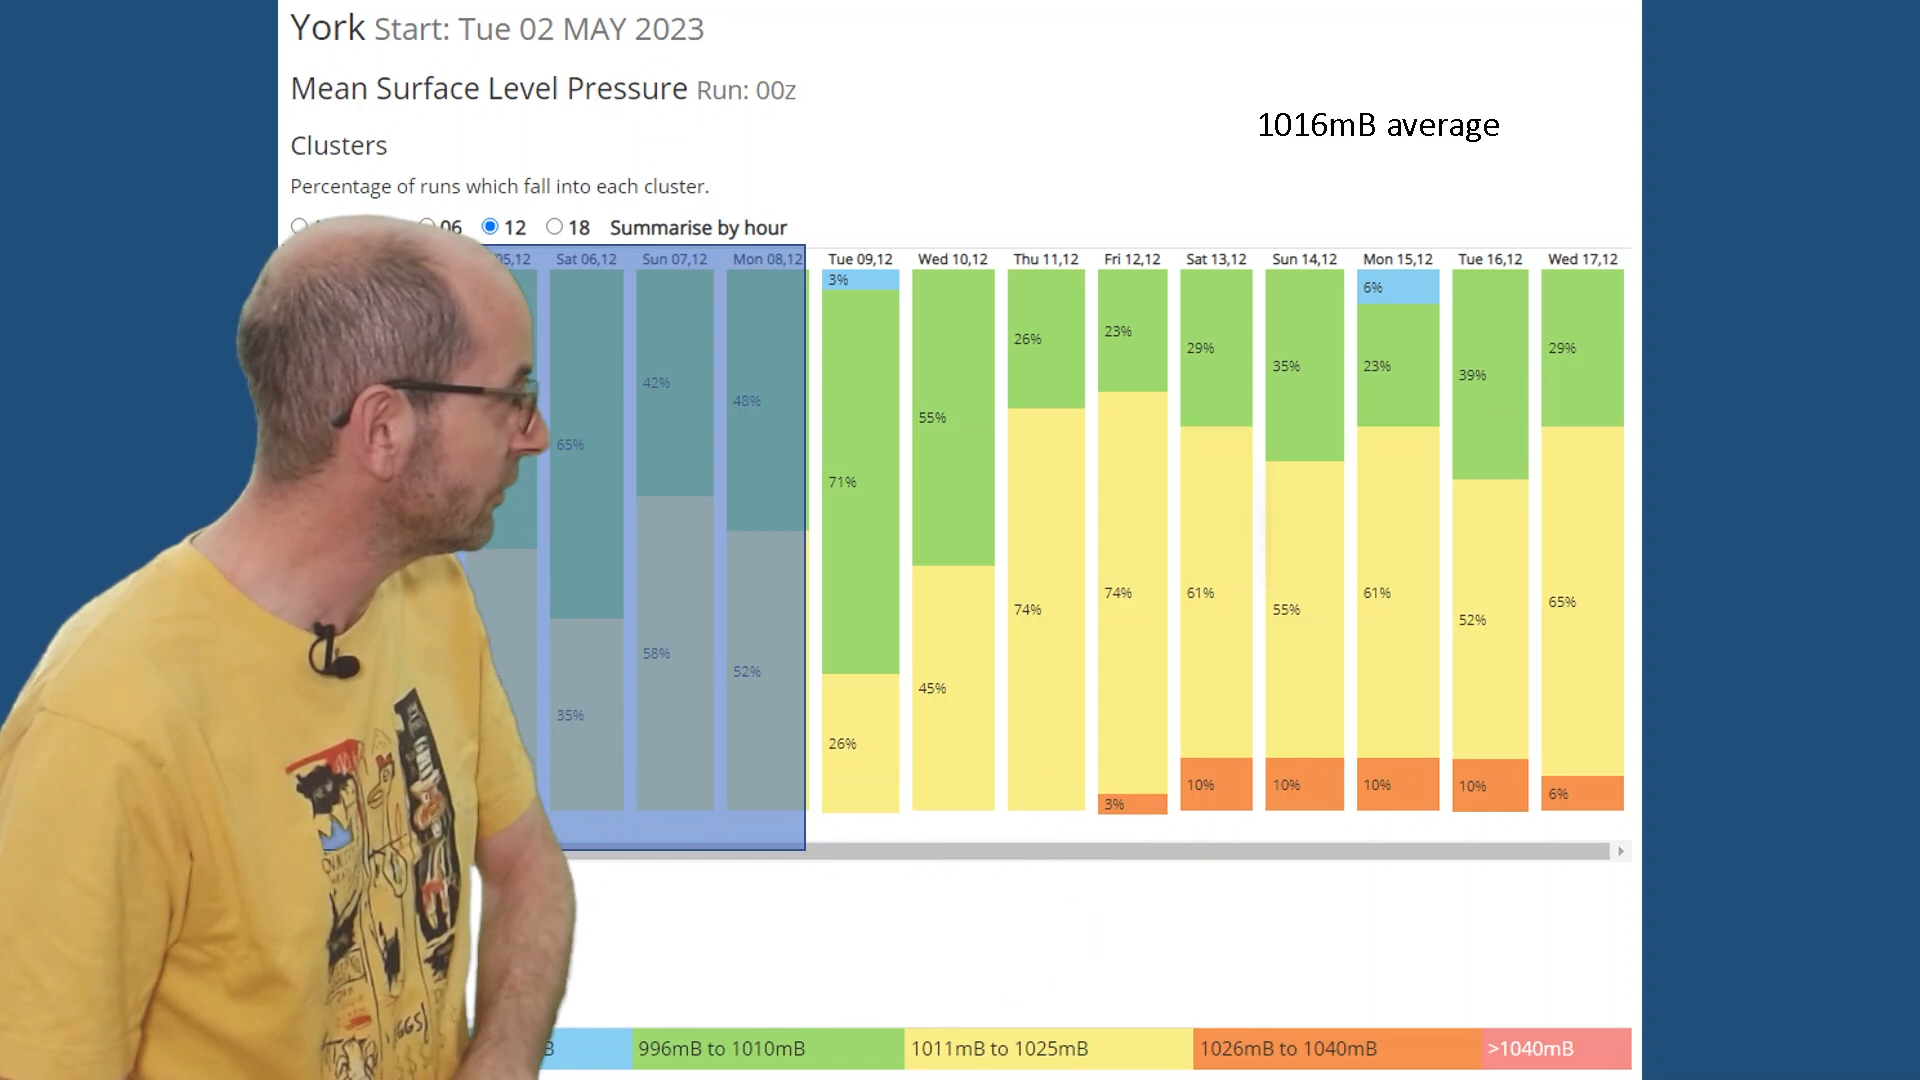 York Start: Tue 02 MAY 2023
Mean Surface Level Pressure Run: 00z
1016mB average
Clusters
Percentage of runs which fall into each cluster.
06 12 18 Summarise by hour
05,12 Sat 06,12 Sun 07,12 Mon 08,12 Tue 09,12 Wed 10,12 Thu 11,12 Fri 12,12 Sat 13,12 Sun 14,12 Mon 15,12 Tue 16,12 Wed 17,12
3% 6%
26% 23% 29% 35% 23% 39% 29%
65% 42% 48% 71% 55%
35% 58% 52% 26% 45% 74% 74% 61% 55% 61% 52% 65%
3% 10% 10% 10% 10% 6%
B 996mB to 1010mB 1011mB to 1025mB 1026mB to 1040mB >1040mB